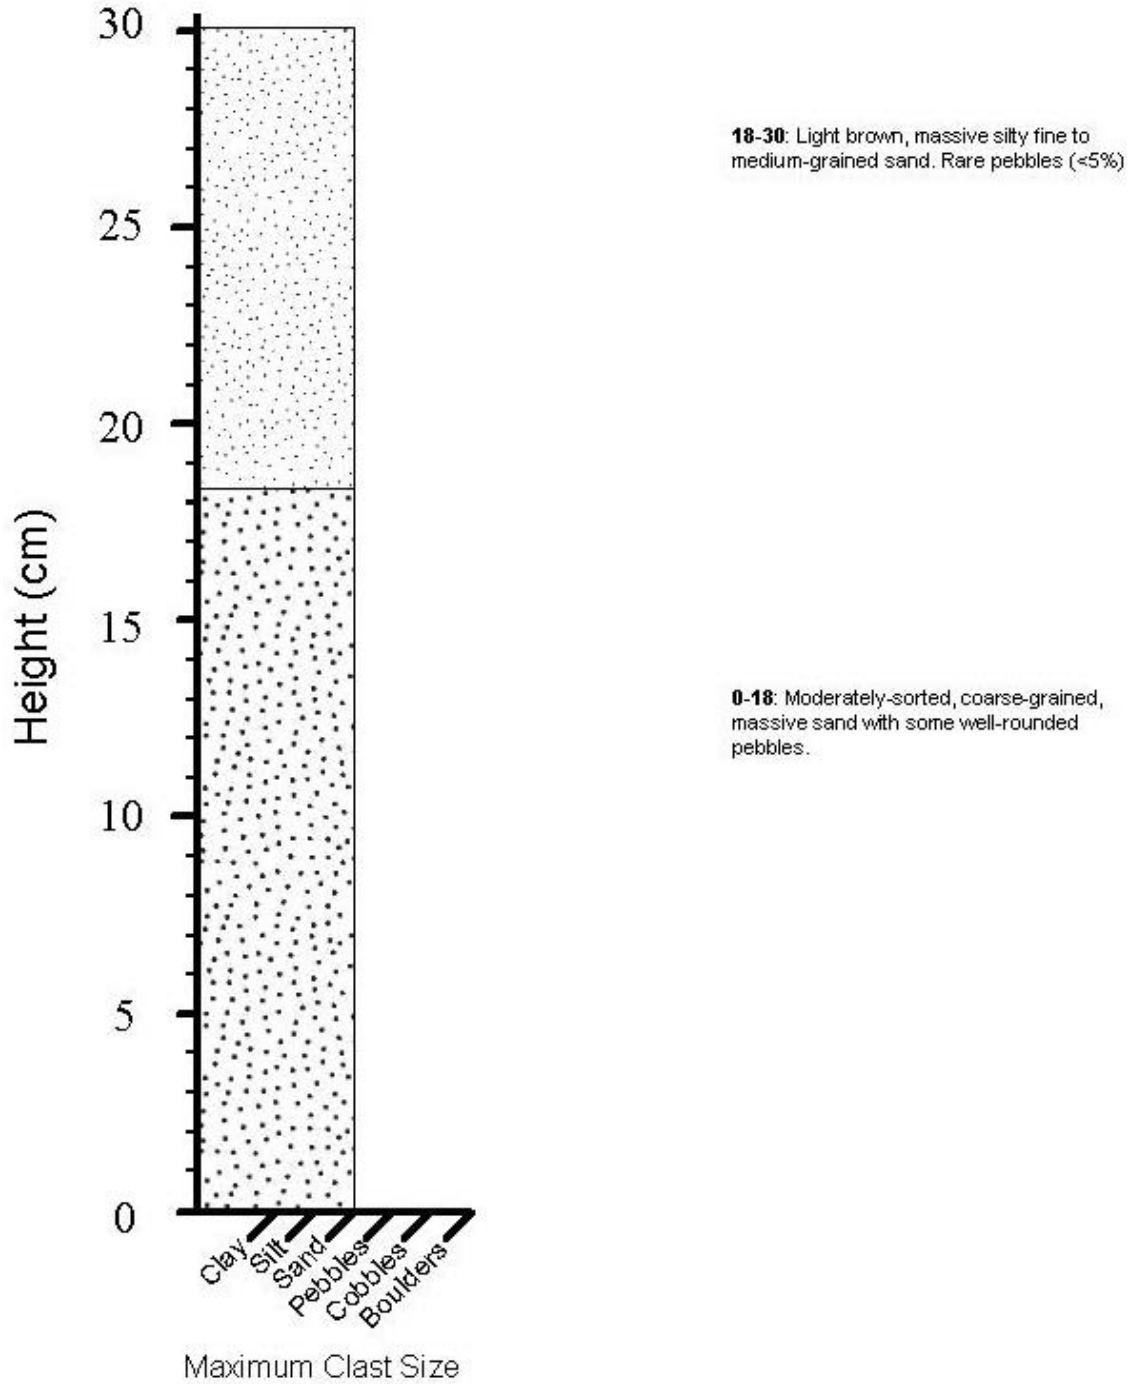 30
18-30: Light brown, massive silty fine to
medium-grained sand. Rare pebbles (<5%)
25
20
Height (cm)
15
0-18: Moderately-sorted, coarse-grained,
massive sand with some well-rounded
pebbles.
10
5
0
Clay
Silt
Sand
Pebbles
Cobbles
Boulders
Maximum Clast Size